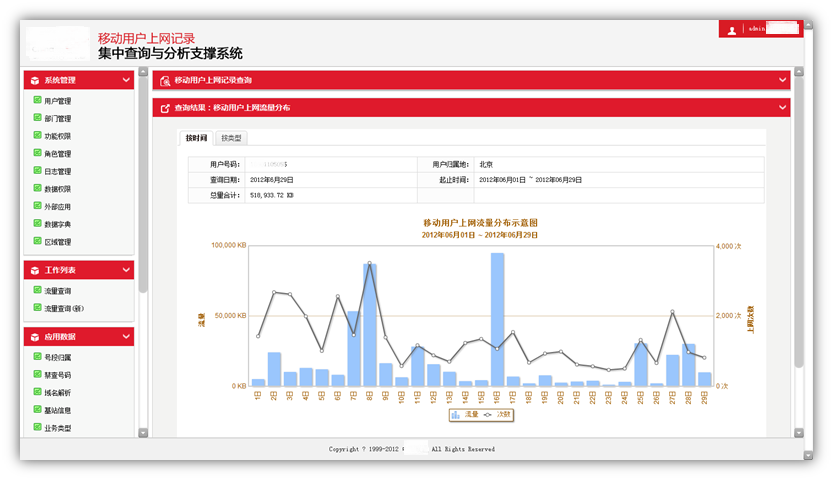 移动用户上网记录
集中查询与分析支撑系统
admin
系统管理
用户管理
部门管理
功能权限
角色管理
日志管理
数据权限
外部应用
数据字典
区域管理
工作列表
流量查询
流量查询(新)
应用数据
号段归属
禁查号码
域名解析
基站信息
业务类型
移动用户上网记录查询
查询结果：移动用户上网流量分布
按时间 按类型
用户号码： 用户归属地： 北京
查询日期： 2012年6月29日 起止时间： 2012年06月01日 ~ 2012年06月29日
总量合计： 518,933.72 KB
移动用户上网流量分布示意图
2012年06月01日 ~ 2012年06月29日
100,000 KB 4,000 次
流量 50,000 KB 2,000 次 上网次数
0 KB 0 次
1日 2日 3日 4日 5日 6日 7日 8日 9日 10日 11日 12日 13日 14日 15日 16日 17日 18日 19日 20日 21日 22日 23日 24日 25日 26日 27日 28日 29日
流量 次数
Copyright ? 1999-2012 All Rights Reserved